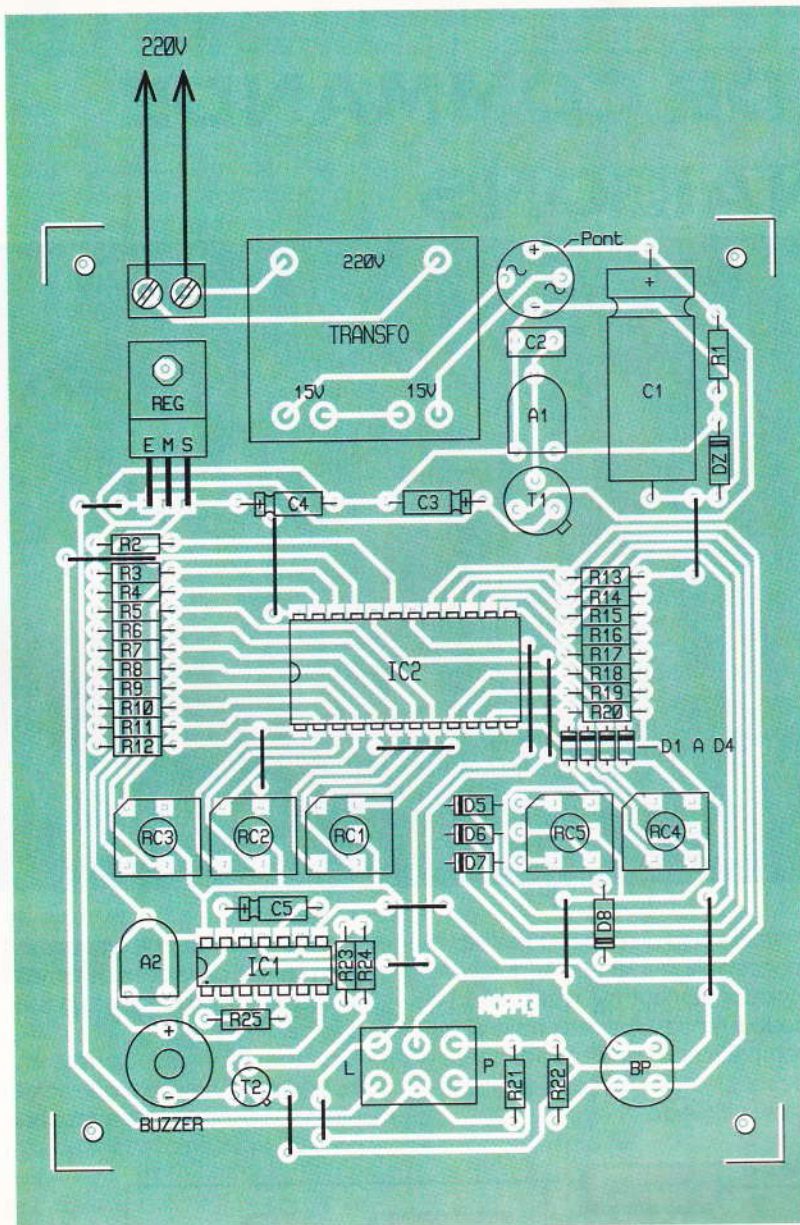 220V
220V
TRANSFO
15V 15V
+
~
~
-
Pont
+
C1
C2
A1
R1
DZ
T1
REG
E M S
C4
C3
R2
R3
R4
R5
R6
R7
R8
R9
R10
R11
R12
IC2
R13
R14
R15
R16
R17
R18
R19
R20
D1 A D4
RC3
RC2
RC1
D5
D6
D7
RC5
RC4
C5
D8
A2
IC1
R23
R24
R25
+
-
BUZZER
T2
L
P
R21
R22
BP